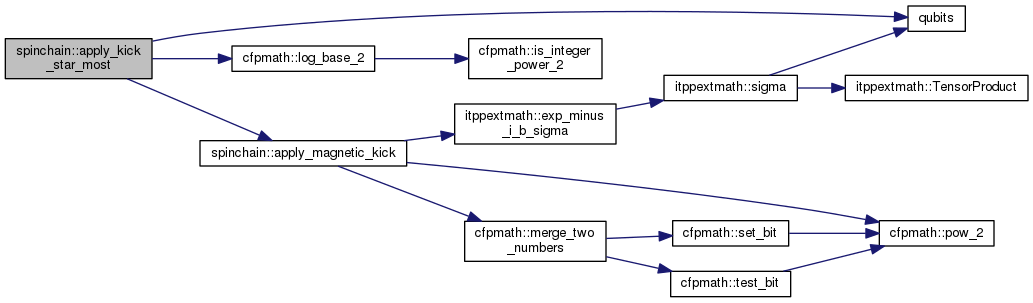 spinchain::apply_kick
_star_most
qubits
cfpmath::log_base_2
cfpmath::is_integer
_power_2
itppextmath::sigma
itppextmath::TensorProduct
itppextmath::exp_minus
_i_b_sigma
spinchain::apply_magnetic_kick
cfpmath::merge_two
_numbers
cfpmath::set_bit
cfpmath::pow_2
cfpmath::test_bit